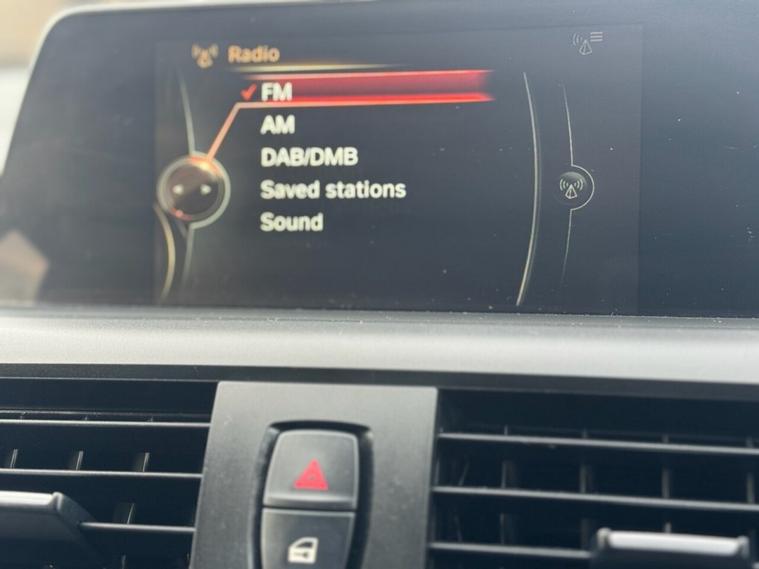 Radio
FM
AM
DAB/DMB
Saved stations
Sound